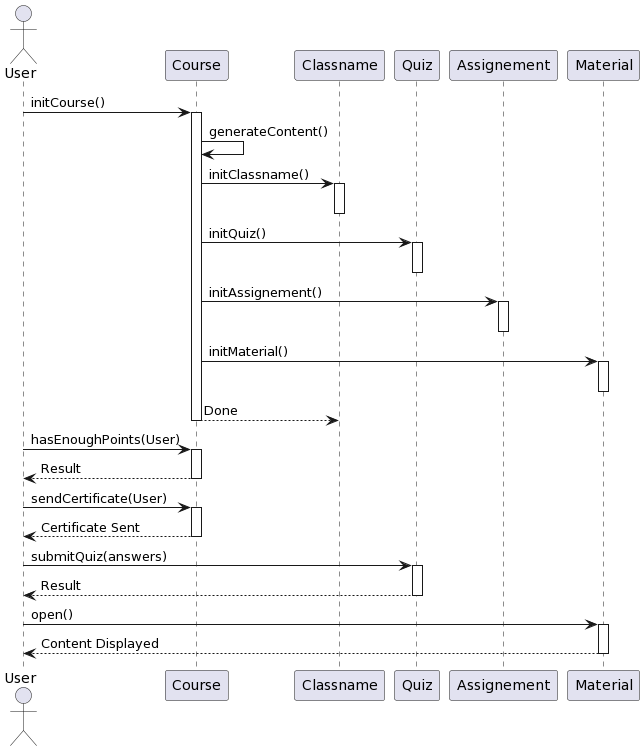 User
Course
Classname
Quiz
Assignement
Material
initCourse()
generateContent()
initClassname()
initQuiz()
initAssignement()
initMaterial()
Done
hasEnoughPoints(User)
Result
sendCertificate(User)
Certificate Sent
submitQuiz(answers)
Result
open()
Content Displayed
User
Course
Classname
Quiz
Assignement
Material